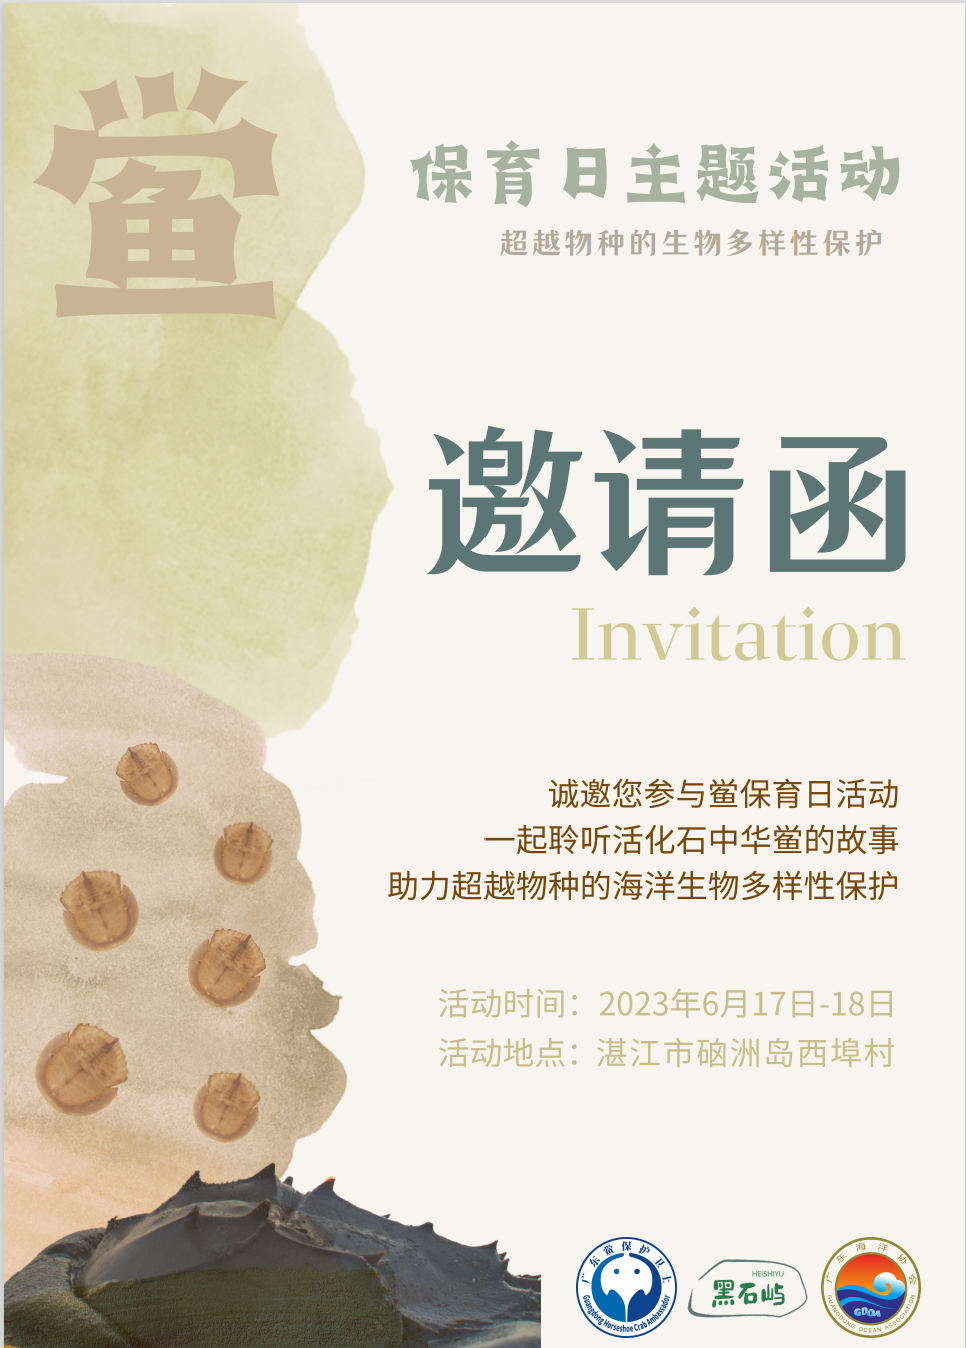 鲎
保育日主题活动
超越物种的生物多样性保护
邀请函
Invitation
诚邀您参与鲎保育日活动
一起聆听活化石中华鲎的故事
助力超越物种的海洋生物多样性保护
活动时间：2023年6月17日-18日
活动地点：湛江市硇洲岛西埠村
广东鲎保护卫士
Guangdong Horseshoe Crab Ambassador
HEISHIYU
黑石屿
广东海洋协会
GDOA
GUANGDONG OCEAN ASSOCIATION